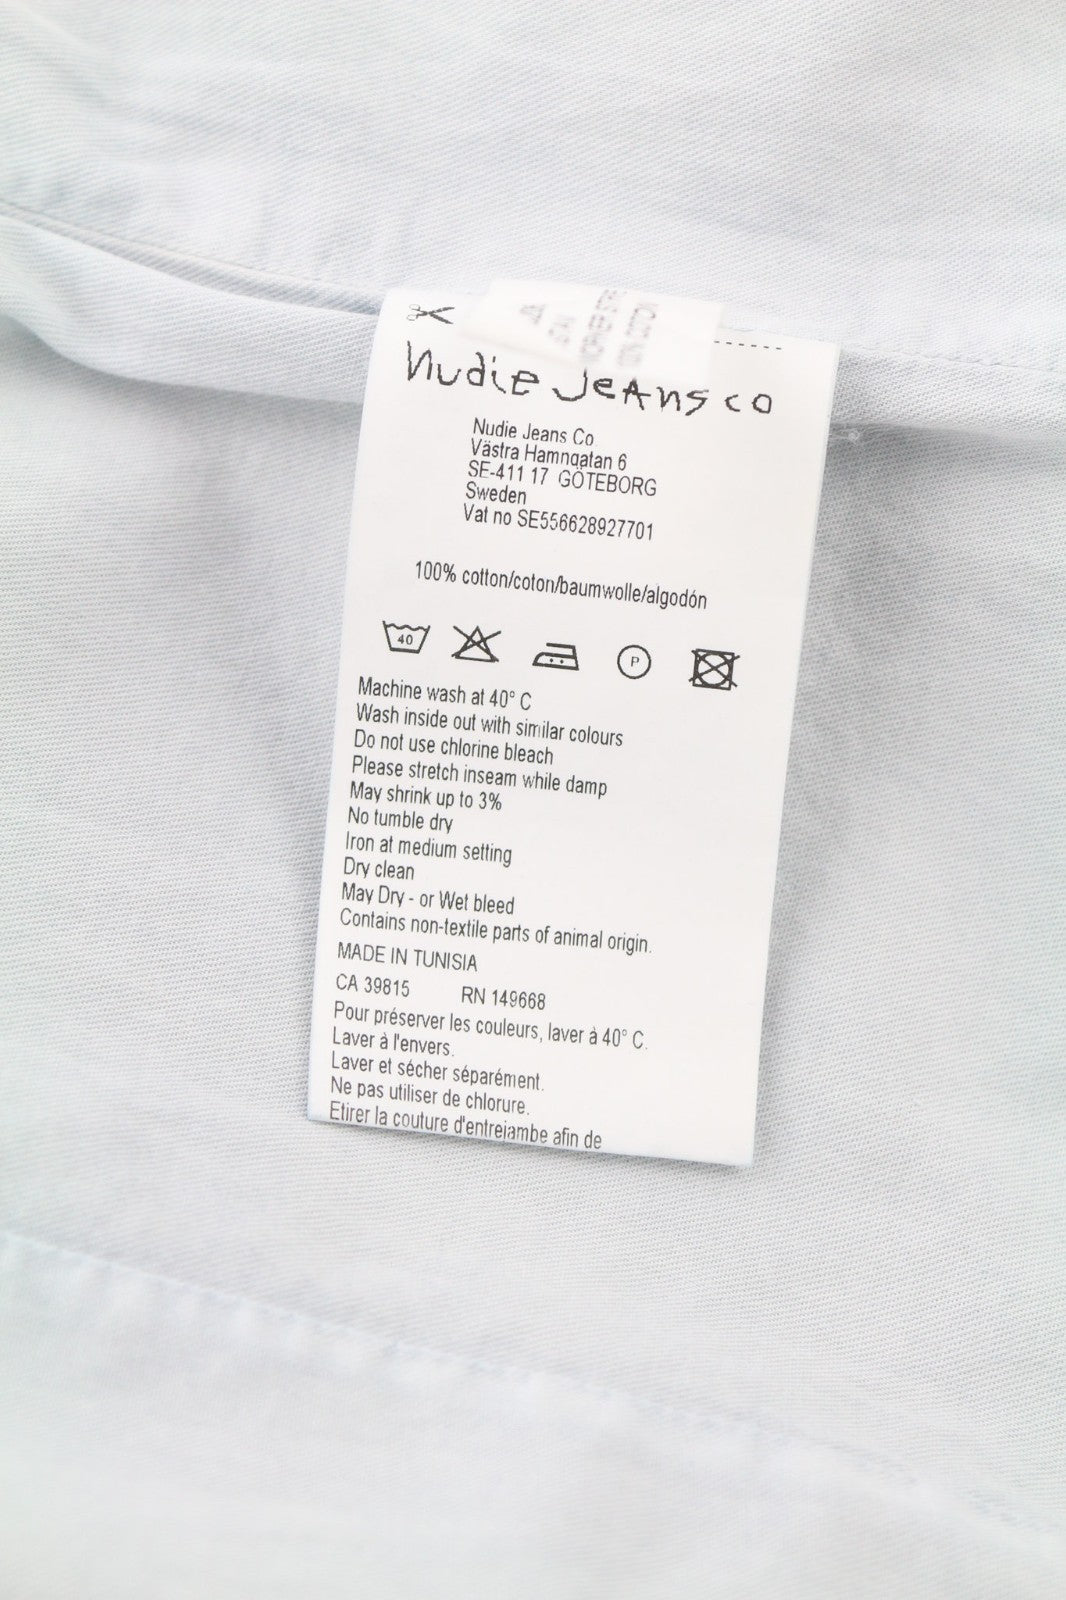 Nudie Jeans co
Nudie Jeans Co
Västra Hamngatan 6
SE-411 17 GÖTEBORG
Sweden
Vat no SE556628927701
100% cotton/coton/baumwolle/algodón
40
P
Machine wash at 40° C
Wash inside out with similar colours
Do not use chlorine bleach
Please stretch inseam while damp
May shrink up to 3%
No tumble dry
Iron at medium setting
Dry clean
May Dry - or Wet bleed
Contains non-textile parts of animal origin.
MADE IN TUNISIA
CA 39815 RN 149668
Pour préserver les couleurs, laver à 40° C.
Laver à l'envers.
Laver et sécher séparément.
Ne pas utiliser de chlorure.
Etirer la couture d'entrejambe afin de